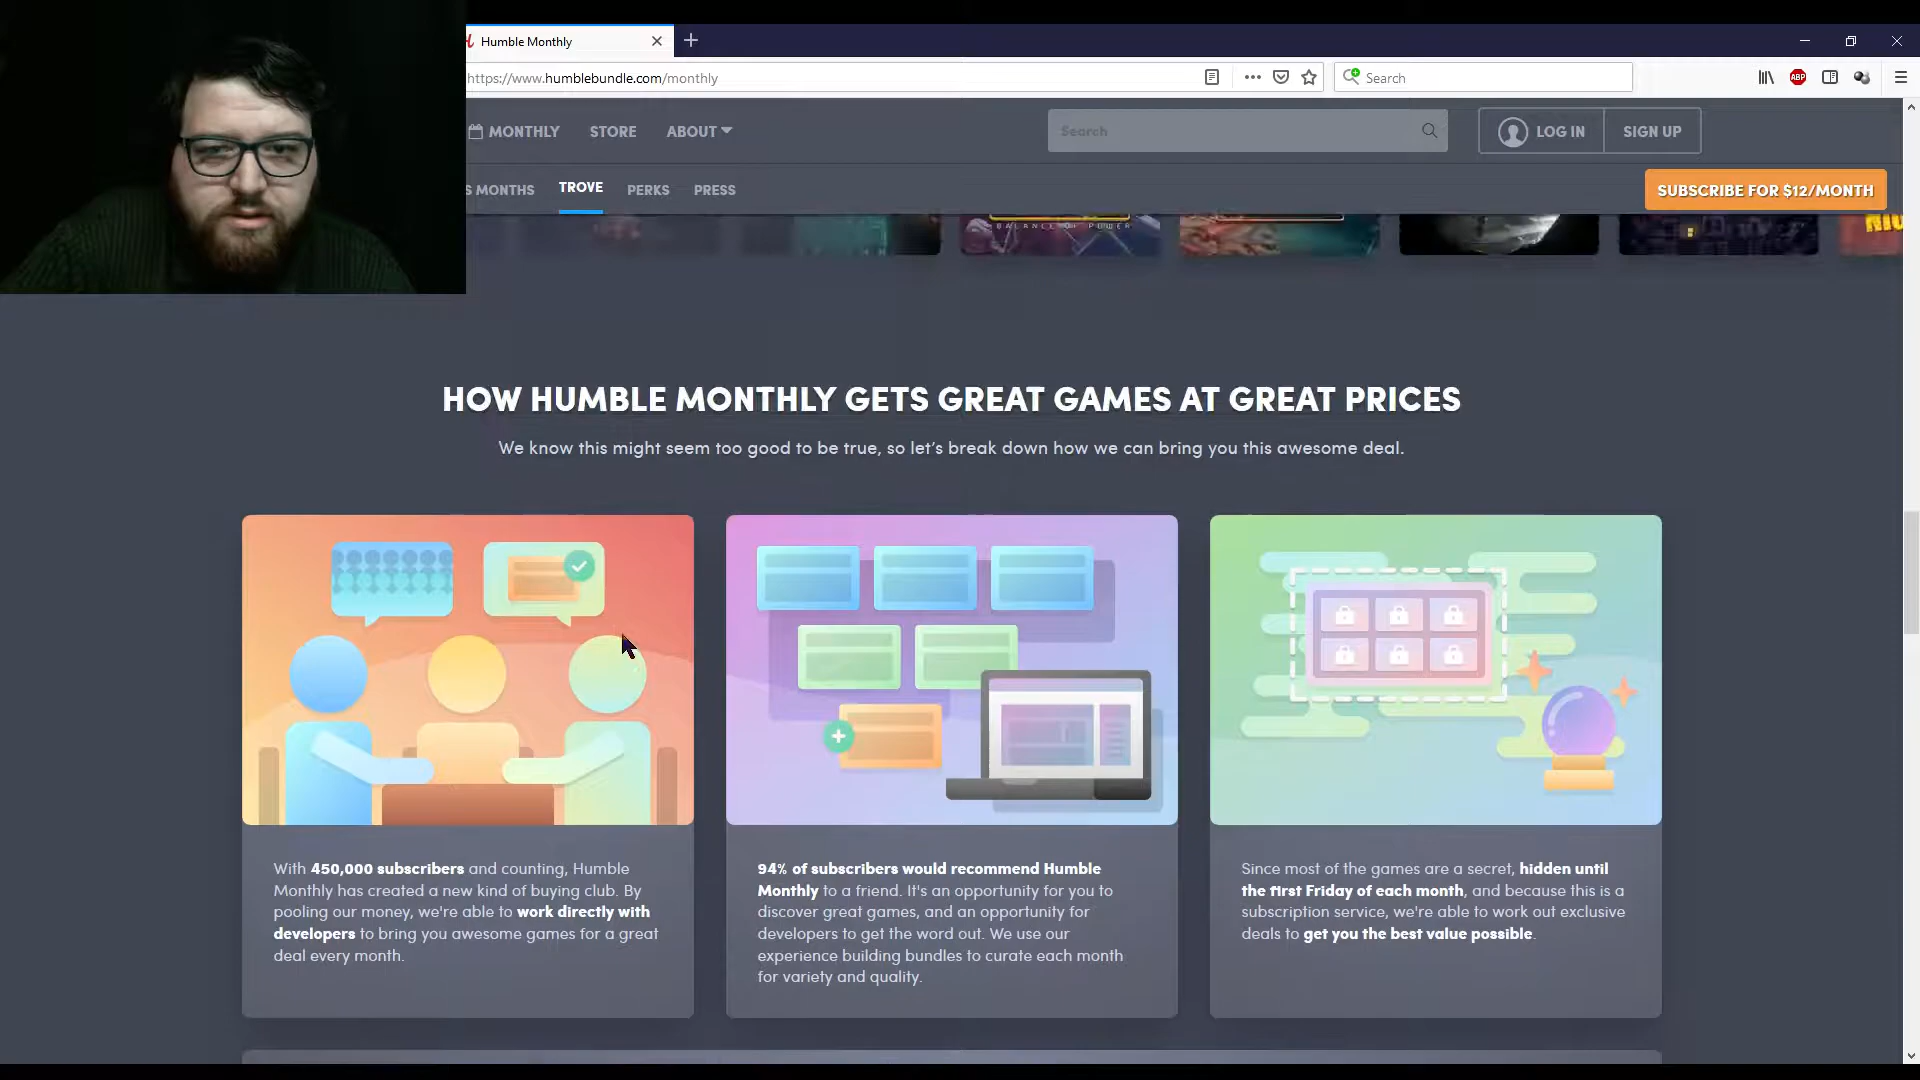 Humble Monthly
https://www.humblebundle.com/monthly
Search
ABP
MONTHLY STORE ABOUT
Search
LOG IN
SIGN UP
S MONTHS TROVE PERKS PRESS
SUBSCRIBE FOR $12/MONTH
BALANCE OF POWER
HOW HUMBLE MONTHLY GETS GREAT GAMES AT GREAT PRICES
We know this might seem too good to be true, so let's break down how we can bring you this awesome deal.
With 450,000 subscribers and counting, Humble
Monthly has created a new kind of buying club. By
pooling our money, we're able to work directly with
developers to bring you awesome games for a great
deal every month.
94% of subscribers would recommend Humble
Monthly to a friend. It's an opportunity for you to
discover great games, and an opportunity for
developers to get the word out. We use our
experience building bundles to curate each month
for variety and quality.
Since most of the games are a secret, hidden until
the first Friday of each month, and because this is a
subscription service, we're able to work out exclusive
deals to get you the best value possible.